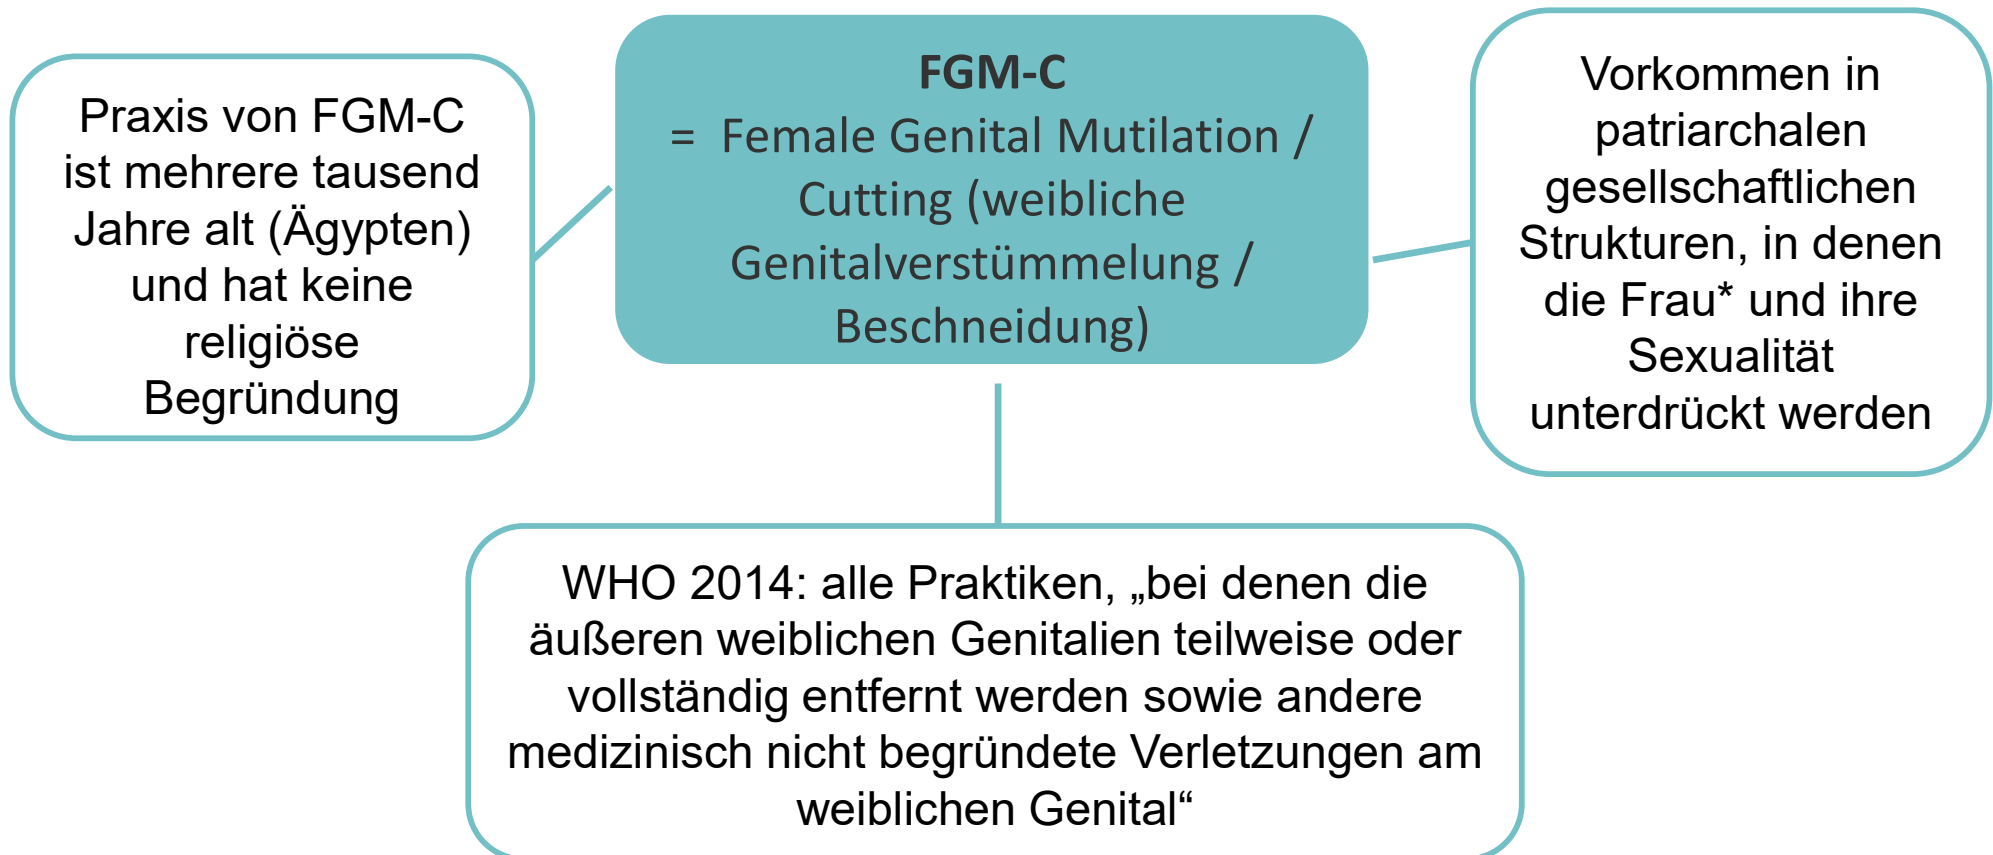 Praxis von FGM-C
ist mehrere tausend
Jahre alt (Ägypten)
und hat keine
religiöse
Begründung
FGM-C
= Female Genital Mutilation /
Cutting (weibliche
Genitalverstümmelung /
Beschneidung)
Vorkommen in
patriarchalen
gesellschaftlichen
Strukturen, in denen
die Frau* und ihre
Sexualität
unterdrückt werden
WHO 2014: alle Praktiken, „bei denen die
äußeren weiblichen Genitalien teilweise oder
vollständig entfernt werden sowie andere
medizinisch nicht begründete Verletzungen am
weiblichen Genital“